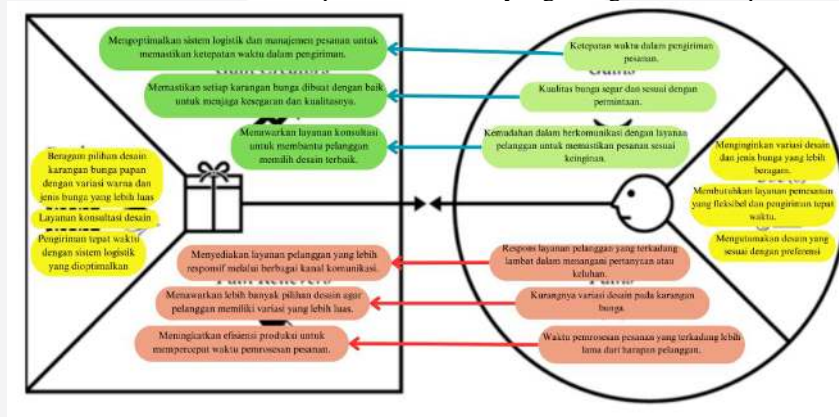 Mengoptimalkan sistem logistik dan manajemen pesanan untuk
memastikan ketepatan waktu dalam pengiriman.
Ketepatan waktu dalam pengiriman
pesanan.
Gains
Memastikan setiap karangan bunga dibuat dengan baik
untuk menjaga kesegaran dan kualitasnya.
Kualitas bunga segar dan sesuai dengan
permintaan.
Menawarkan layanan konsultasi
untuk membantu pelanggan
memilih desain terbaik.
Kemudahan dalam berkomunikasi dengan layanan
pelanggan untuk memastikan pesanan sesuai
keinginan.
Beragam pilihan desain
karangan bunga papan
dengan variasi warna dan
jenis bunga yang lebih luas
Layanan konsultasi desain
Pengiriman tepat waktu
dengan sistem logistik
yang dioptimalkan
Menginginkan variasi desain
dan jenis bunga yang lebih
beragam.
Membutuhkan layanan pemesanan
yang fleksibel dan pengiriman tepat
waktu.
Mengutamakan desain yang
sesuai dengan preferensi
Menyediakan layanan pelanggan yang lebih
responsif melalui berbagai kanal komunikasi.
Respons layanan pelanggan yang terkadang
lambat dalam menangani pertanyaan atau
keluhan.
Pain Relievers
Pains
Menawarkan lebih banyak pilihan desain agar
pelanggan memiliki variasi yang lebih luas.
Kurangnya variasi desain pada karangan
bunga.
Meningkatkan efisiensi produksi untuk
mempercepat waktu pemrosesan pesanan.
Waktu pemrosesan pesanan yang terkadang lebih
lama dari harapan pelanggan.